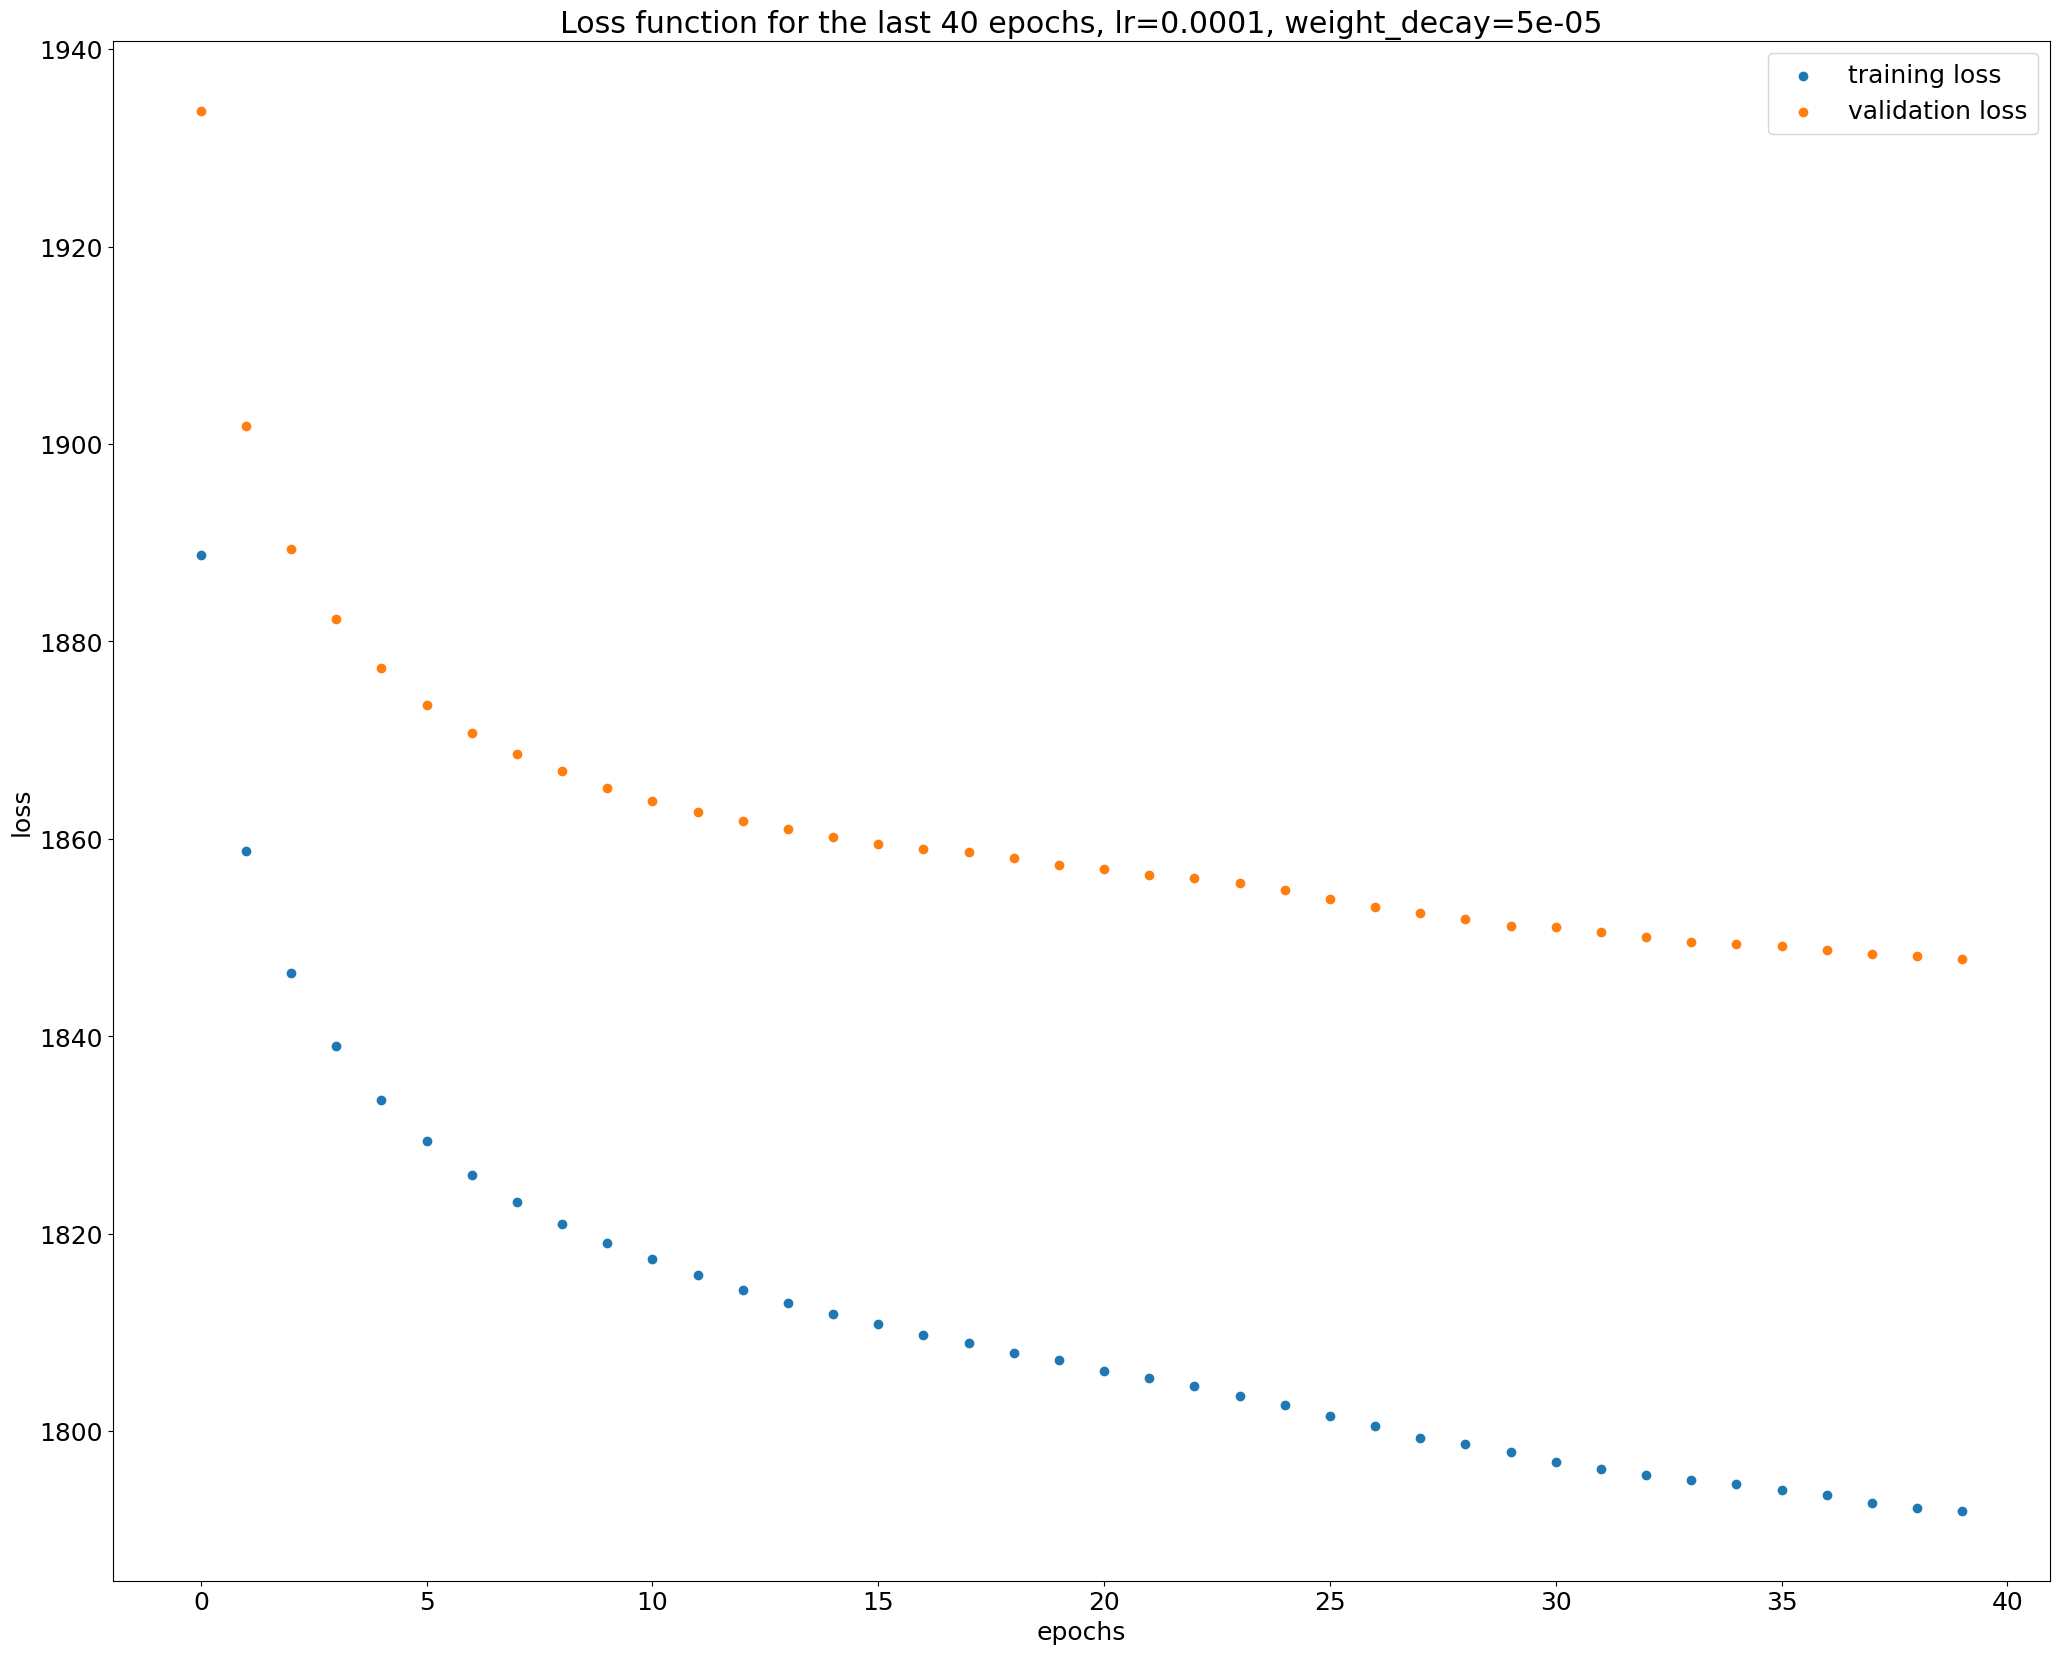 Loss function for the last 40 epochs, lr=0.0001, weight_decay=5e-05
training loss
validation loss
loss
1940
1920
1900
1880
1860
1840
1820
1800
0 5 10 15 20 25 30 35 40
epochs